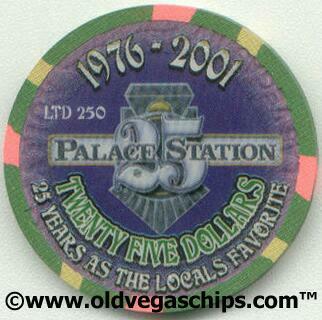 1976 - 2001
LTD 250
25
PALACE STATION
TWENTY FIVE DOLLARS
25 YEARS AS THE LOCALS FAVORITE
©www.oldvegaschips.com™